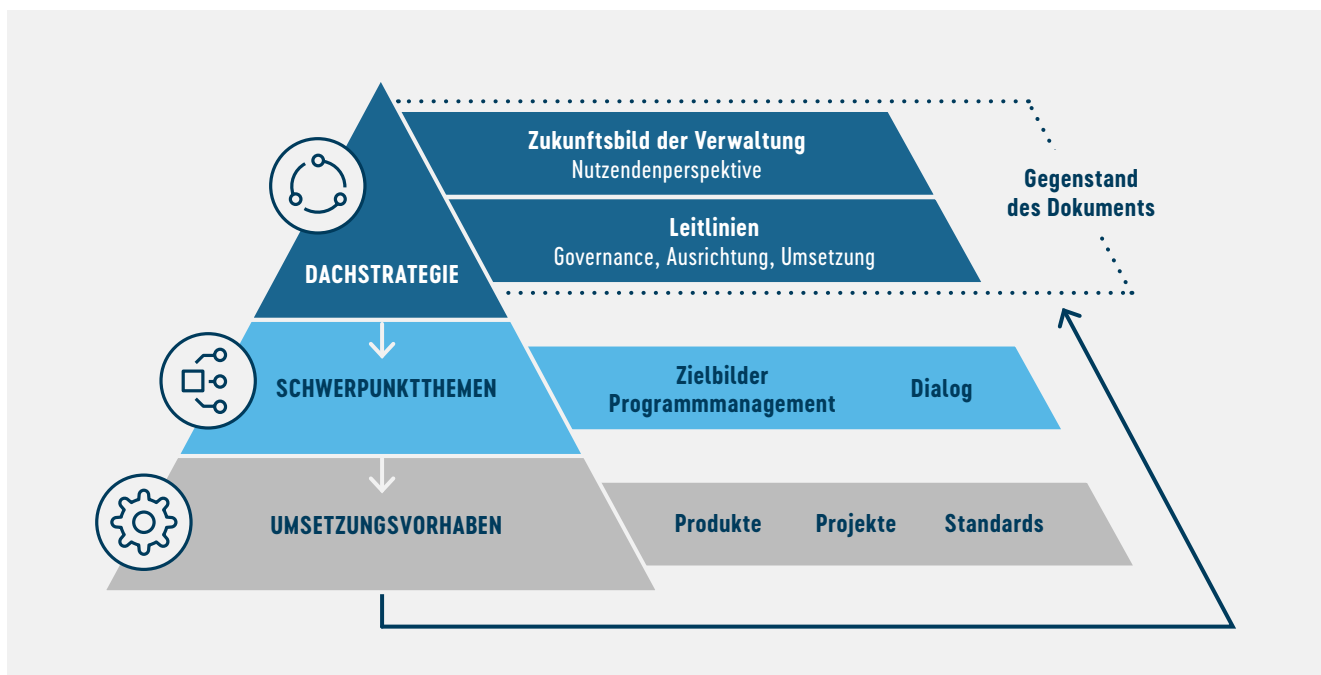 Zukunftsbild der Verwaltung
Nutzendenperspektive
Gegenstand
des Dokuments
Leitlinien
Governance, Ausrichtung, Umsetzung
DACHSTRATEGIE
SCHWERPUNKTTHEMEN
Zielbilder
Programmmanagement
Dialog
UMSETZUNGSVORHABEN
Produkte
Projekte
Standards